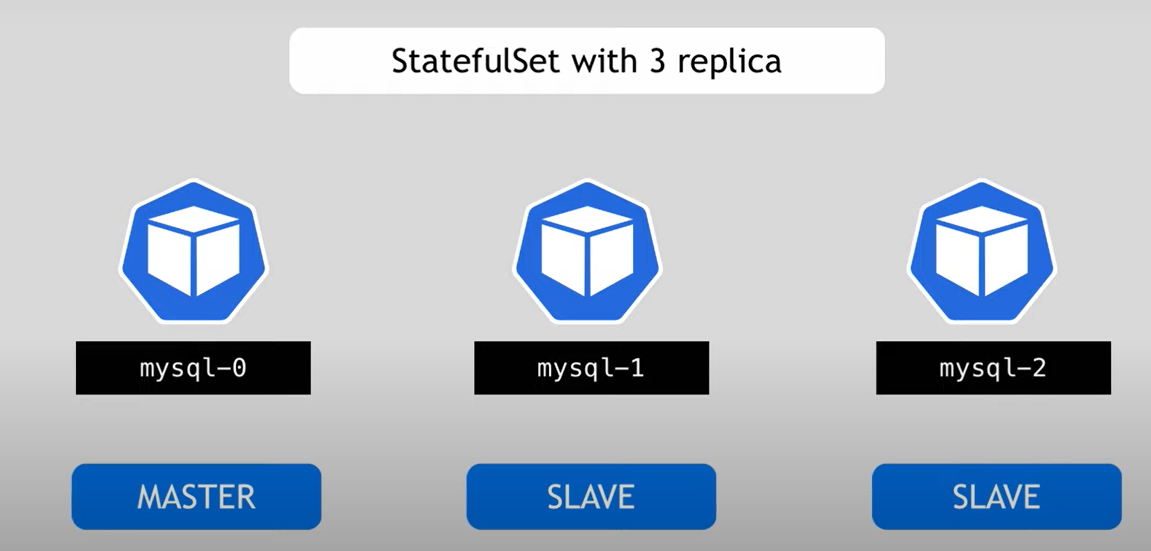 StatefulSet with 3 replica
mysql-0
mysql-1
mysql-2
MASTER
SLAVE
SLAVE